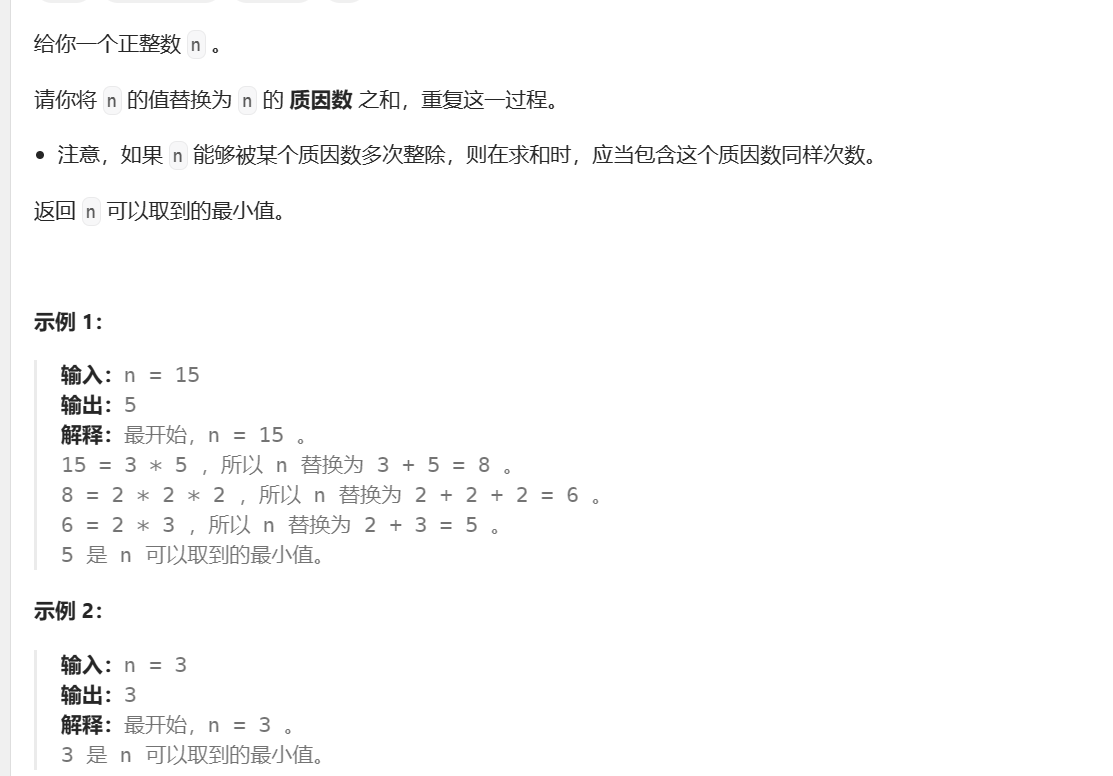 给你一个正整数 n 。
请你将 n 的值替换为 n 的 质因数 之和，重复这一过程。
• 注意，如果 n 能够被某个质因数多次整除，则在求和时，应当包含这个质因数同样次数。
返回 n 可以取到的最小值。
示例 1：
输入：n = 15
输出：5
解释：最开始，n = 15 。
15 = 3 * 5 ，所以 n 替换为 3 + 5 = 8 。
8 = 2 * 2 * 2 ，所以 n 替换为 2 + 2 + 2 = 6 。
6 = 2 * 3 ，所以 n 替换为 2 + 3 = 5 。
5 是 n 可以取到的最小值。
示例 2：
输入：n = 3
输出：3
解释：最开始，n = 3 。
3 是 n 可以取到的最小值。